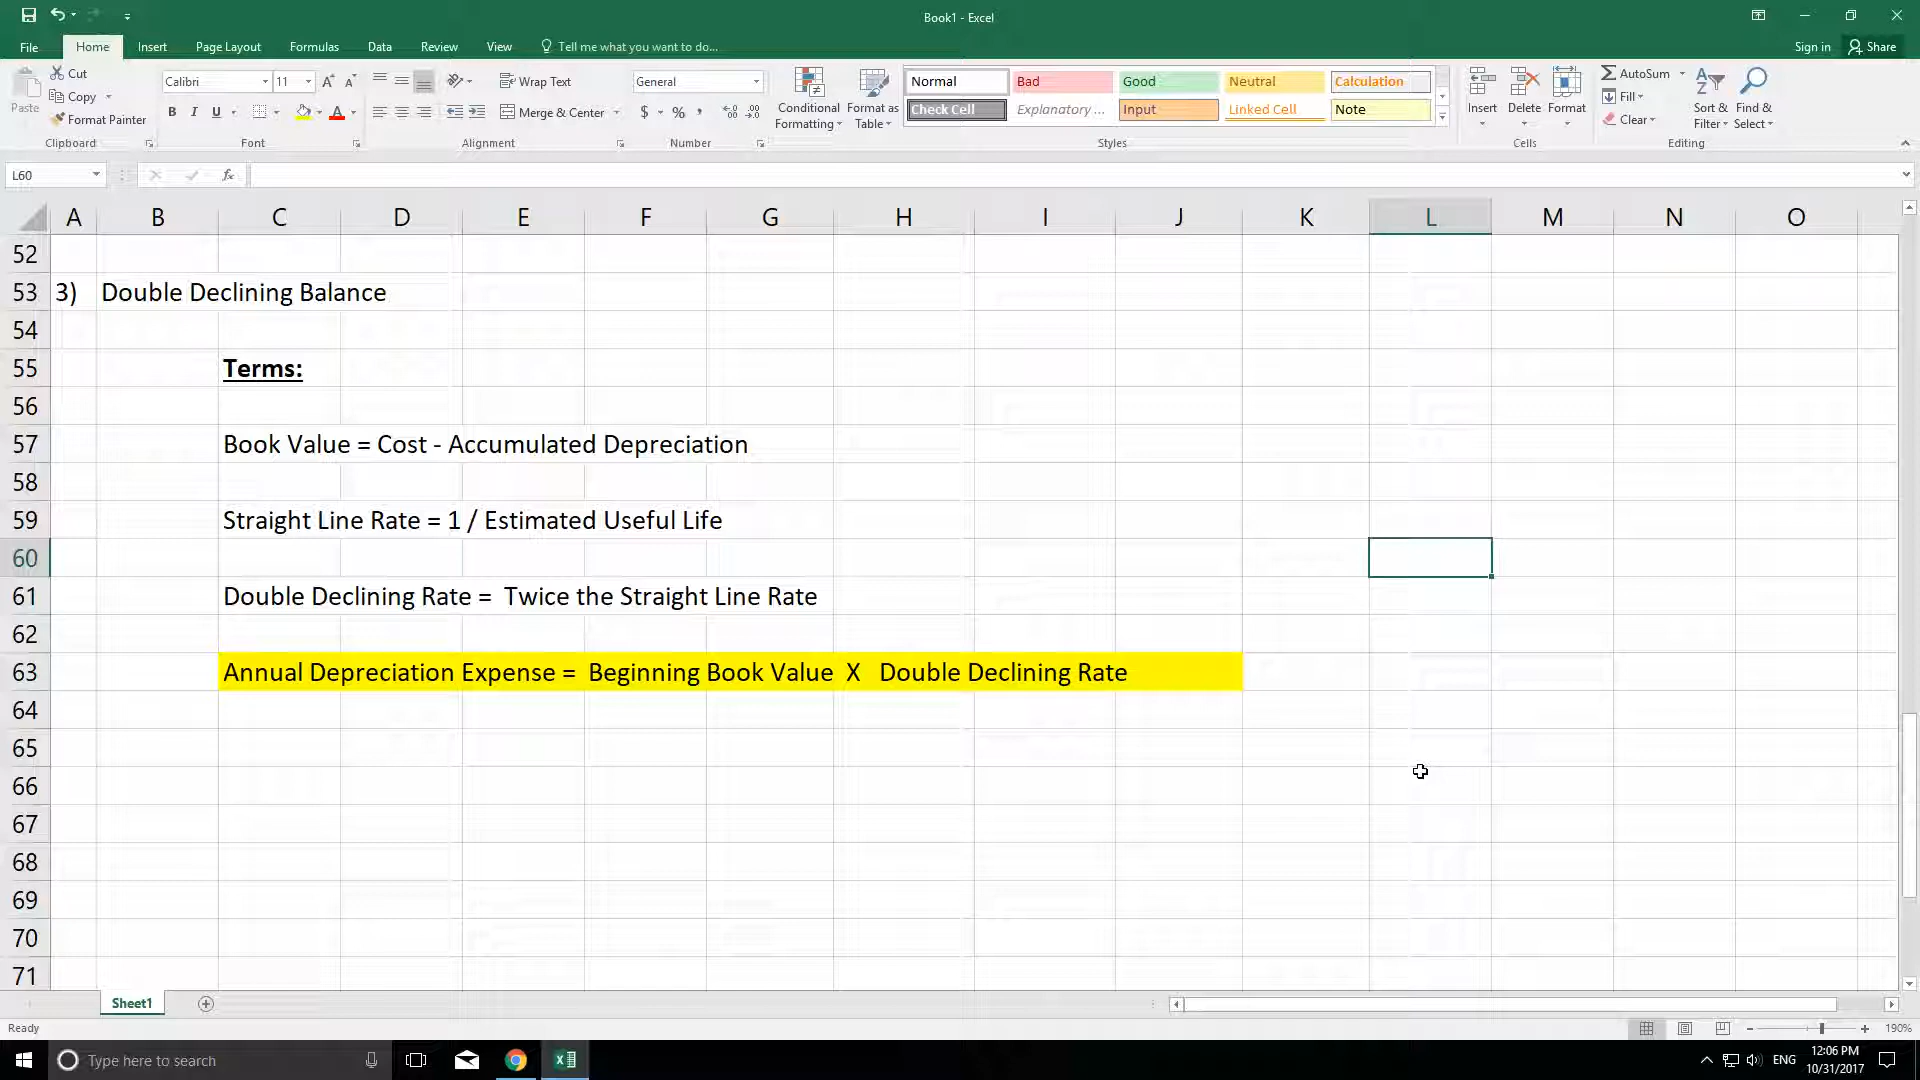 Book1 - Excel
File Home Insert Page Layout Formulas Data Review View Tell me what you want to do... Sign in Share
Paste
Cut
Copy
Format Painter
Clipboard
Calibri 11
B I U
Font
Wrap Text
Merge & Center
Alignment
General
$ % ,
Number
Conditional Formatting
Format as Table
Normal Bad Good Neutral Calculation
Check Cell Explanatory ... Input Linked Cell Note
Styles
Insert Delete Format
Cells
AutoSum
Fill
Clear
Sort & Filter
Find & Select
Editing
L60
fx
A B C D E F G H I J K L M N O
52
53 3) Double Declining Balance
54
55 Terms:
56
57 Book Value = Cost - Accumulated Depreciation
58
59 Straight Line Rate = 1 / Estimated Useful Life
60
61 Double Declining Rate = Twice the Straight Line Rate
62
63 Annual Depreciation Expense = Beginning Book Value X Double Declining Rate
64
65
66
67
68
69
70
71
Sheet1
Ready
190%
Type here to search
ENG
12:06 PM
10/31/2017